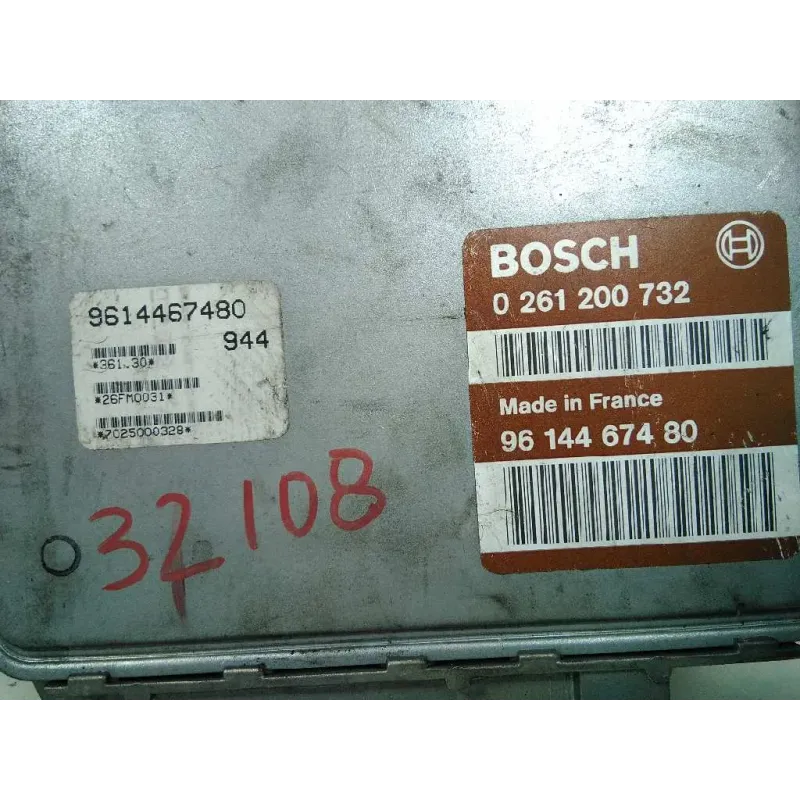 9614467480
944
*361.30*
*26FM0031*
*7025000328*
32108
BOSCH
0 261 200 732
Made in France
96 144 674 80